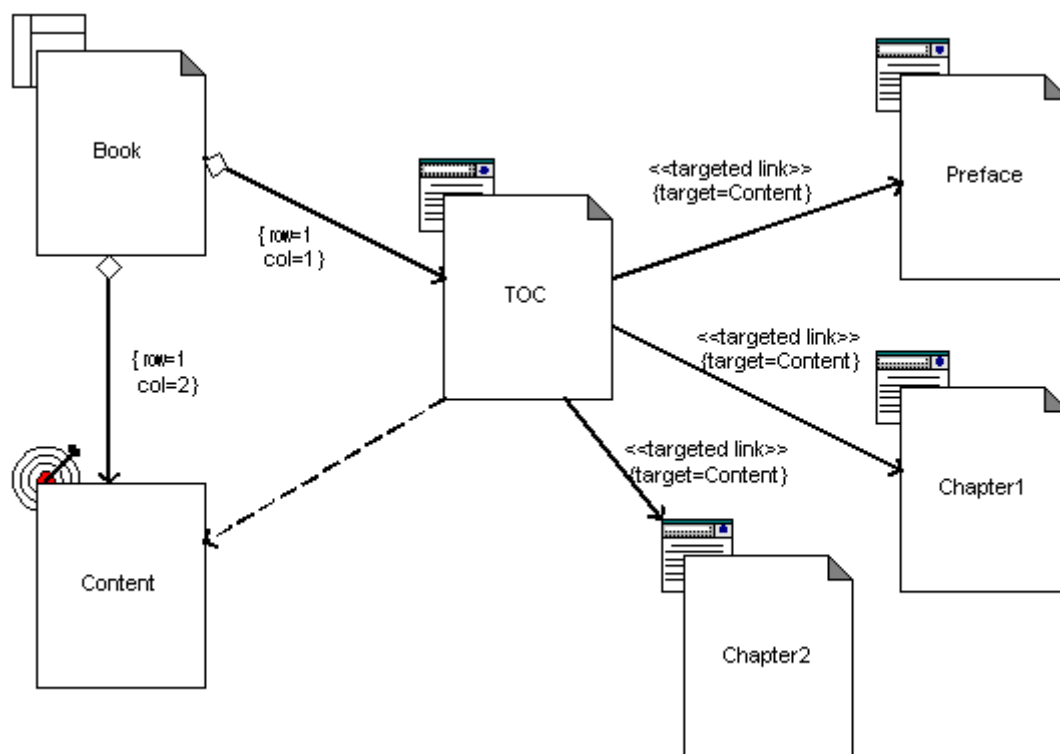 Book
<<targeted link>>
{target=Content}
Preface
{row=1
col=1}
TOC
{row=1
col=2}
<<targeted link>>
{target=Content}
<<targeted link>>
{target=Content}
Chapter1
Content
Chapter2